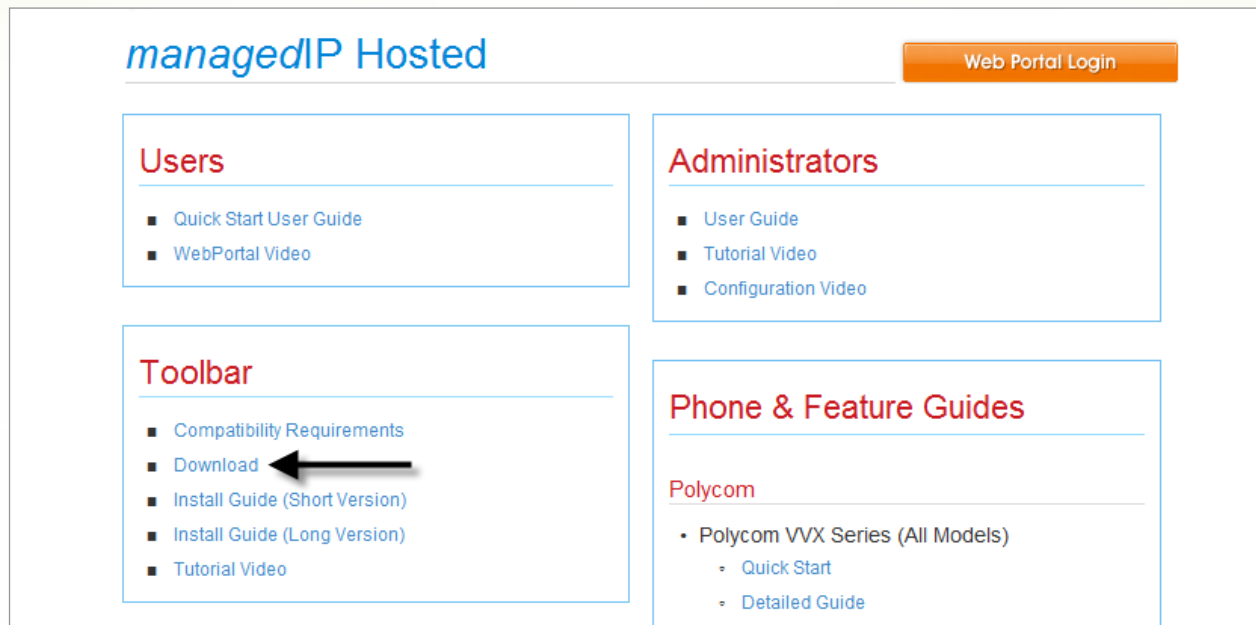 managedIP Hosted
Web Portal Login
Users
Quick Start User Guide
WebPortal Video
Administrators
User Guide
Tutorial Video
Configuration Video
Toolbar
Compatibility Requirements
Download
Install Guide (Short Version)
Install Guide (Long Version)
Tutorial Video
Phone & Feature Guides
Polycom
Polycom VVX Series (All Models)
Quick Start
Detailed Guide